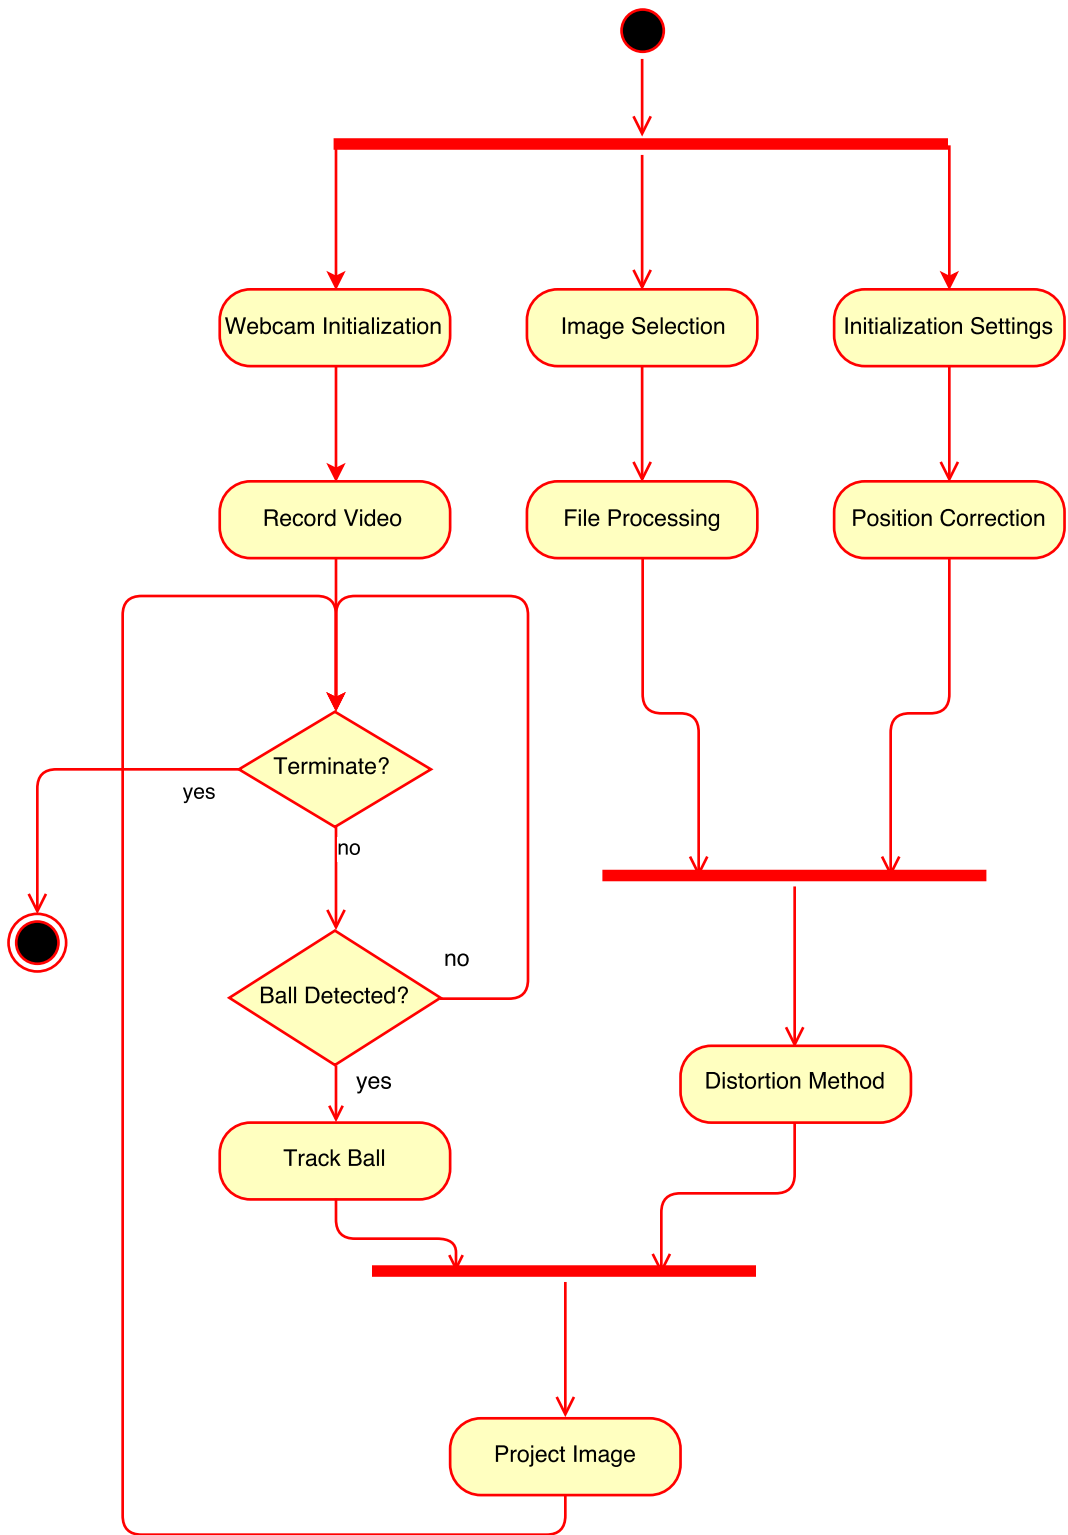 Webcam Initialization
Image Selection
Initialization Settings
Record Video
File Processing
Position Correction
Terminate?
yes
no
no
Ball Detected?
yes
Distortion Method
Track Ball
Project Image